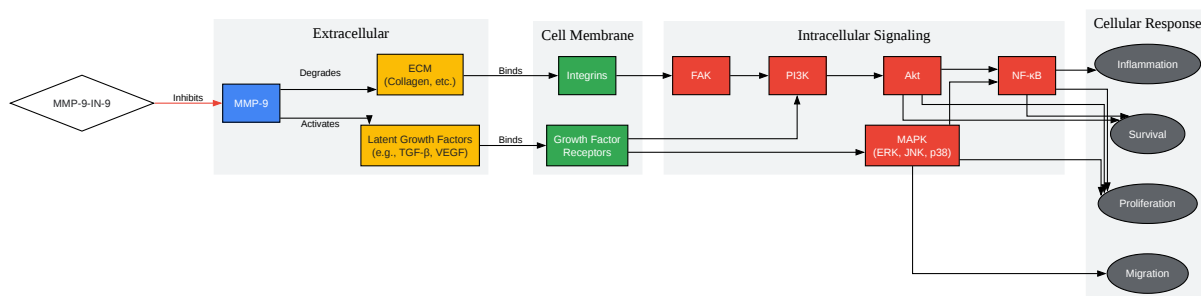 Extracellular
Cell Membrane
Intracellular Signaling
Cellular Response
MMP-9-IN-9
Inhibits
MMP-9
Degrades
Activates
ECM
(Collagen, etc.)
Latent Growth Factors
(e.g., TGF-β, VEGF)
Binds
Binds
Integrins
Growth Factor
Receptors
FAK
PI3K
Akt
MAPK
(ERK, JNK, p38)
NF-κB
Inflammation
Survival
Proliferation
Migration